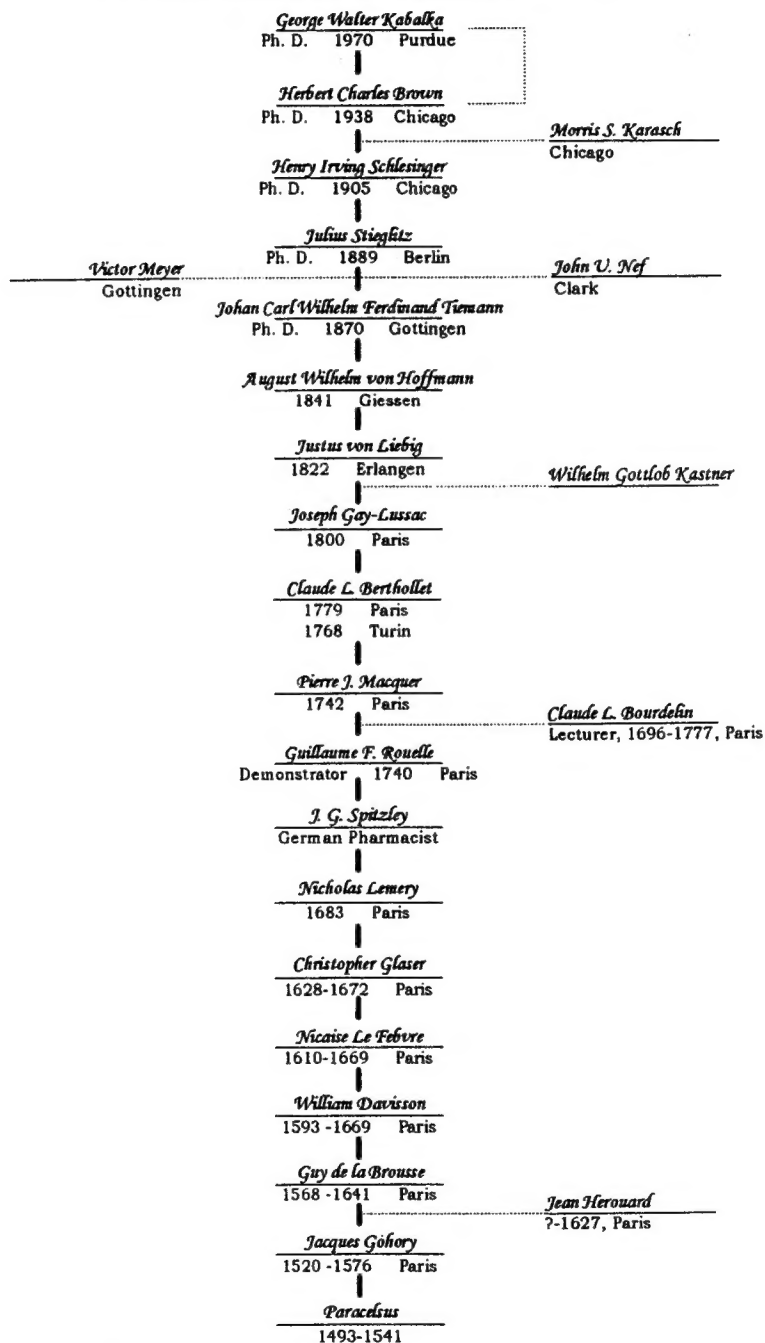 George Walter Kabalka
Ph. D. 1970 Purdue
Herbert Charles Brown
Ph. D. 1938 Chicago
Morris S. Karasch
Chicago
Henry Irving Schlesinger
Ph. D. 1905 Chicago
Julius Stieglitz
Ph. D. 1889 Berlin
Victor Meyer
Gottingen
John U. Nef
Clark
Johan Carl Wilhelm Ferdinand Tiemann
Ph. D. 1870 Gottingen
August Wilhelm von Hoffmann
1841 Giessen
Justus von Liebig
1822 Erlangen
Wilhelm Gottlob Kastner
Joseph Gay-Lussac
1800 Paris
Claude L. Berthollet
1779 Paris
1768 Turin
Pierre J. Macquer
1742 Paris
Claude L. Bourdelin
Lecturer, 1696-1777, Paris
Guillaume F. Rouelle
Demonstrator 1740 Paris
J. G. Spitzley
German Pharmacist
Nicholas Lemery
1683 Paris
Christopher Glaser
1628-1672 Paris
Nicaise Le Febvre
1610-1669 Paris
William Davisson
1593 -1669 Paris
Guy de la Brousse
1568 -1641 Paris
Jean Herouard
?-1627, Paris
Jacques Gohory
1520 -1576 Paris
Paracelsus
1493-1541